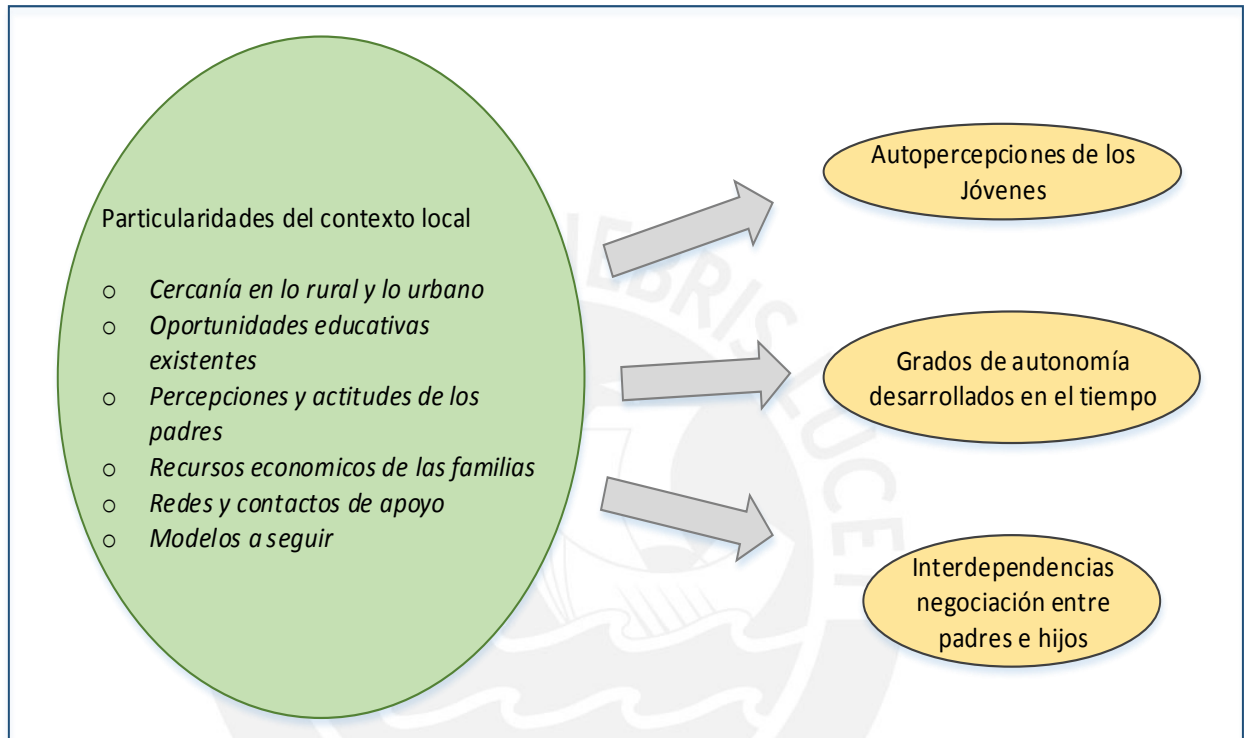 Particularidades del contexto local
o Cercanía en lo rural y lo urbano
o Oportunidades educativas
existentes
o Percepciones y actitudes de los
padres
o Recursos economicos de las familias
o Redes y contactos de apoyo
o Modelos a seguir
Autopercepciones de los
Jóvenes
Grados de autonomía
desarrollados en el tiempo
Interdependencias
negociación entre
padres e hijos
NEBRIS LUCET